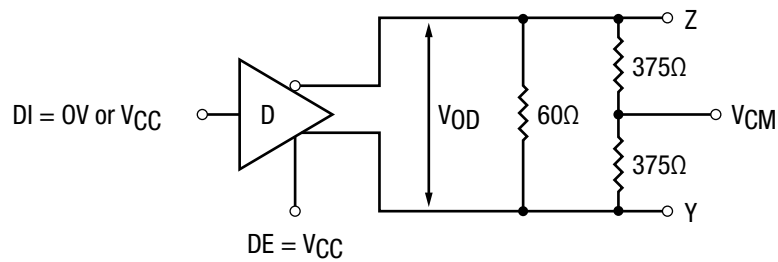 Z
375Ω
DI = 0V or VCC
D
VOD
60Ω
VCM
375Ω
Y
DE = VCC